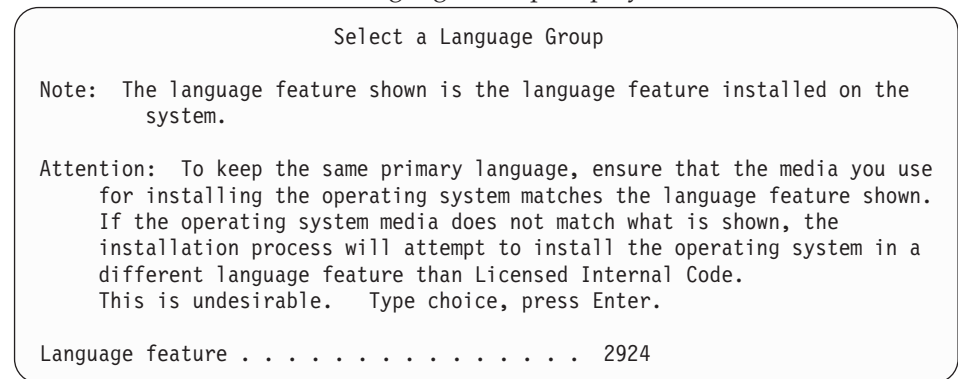 Select a Language Group
Note:  The language feature shown is the language feature installed on the
system.
Attention:  To keep the same primary language, ensure that the media you use
for installing the operating system matches the language feature shown.
If the operating system media does not match what is shown, the
installation process will attempt to install the operating system in a
different language feature than Licensed Internal Code.
This is undesirable.   Type choice, press Enter.
Language feature . . . . . . . . . . . . . . .  2924